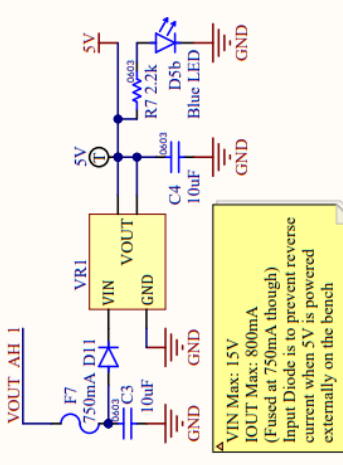 VOUT_AH_1
F7
750mA
D11
0603
C3
10uF
GND
VR1
VIN
VOUT
GND
GND
5V
T
0603
C4
10uF
GND
5V
0603
R7 2.2k
D5b
Blue LED
GND
VIN Max: 15V
IOUT Max: 800mA
(Fused at 750mA though)
Input Diode is to prevent reverse
current when 5V is powered
externally on the bench